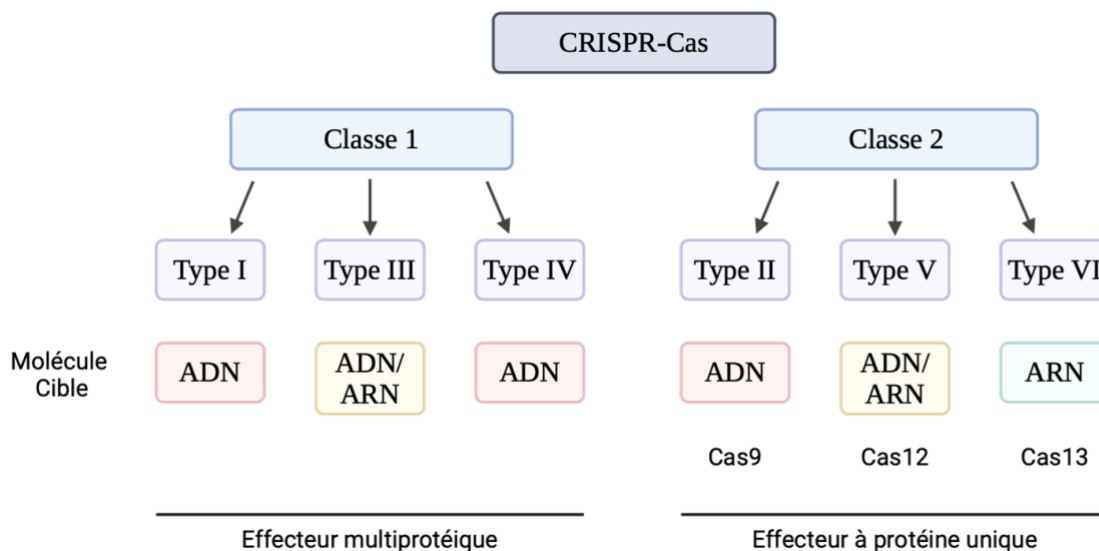 CRISPR-Cas
Classe 1
Classe 2
Type I
Type III
Type IV
Type II
Type V
Type VI
Molécule
Cible
ADN
ADN/
ARN
ADN
ADN
ADN/
ARN
ARN
Cas9
Cas12
Cas13
Effecteur multiprotéique
Effecteur à protéine unique